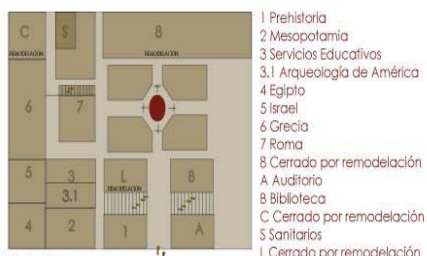 C
REMODELACIÓN
S
8
REMODELACIÓN
6
7
5
3
L
REMODELACIÓN
B
3.1
4
2
1
A
1 Prehistoria
2 Mesopotamia
3 Servicios Educativos
3.1 Arqueología de América
4 Egipto
5 Israel
6 Grecia
7 Roma
8 Cerrado por remodelación
A Auditorio
B Biblioteca
C Cerrado por remodelación
S Sanitarios
L Cerrado por remodelación